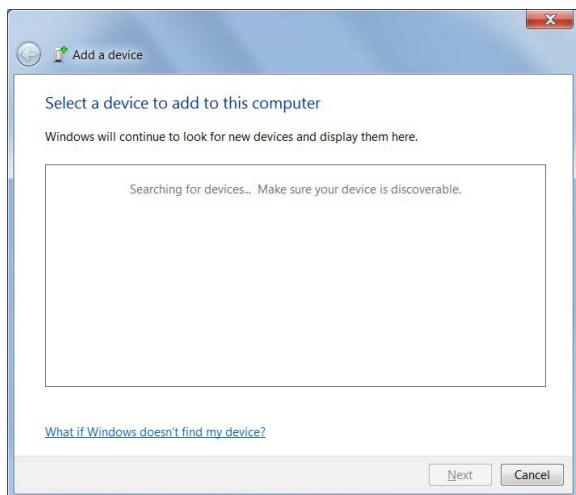 Add a device
Select a device to add to this computer
Windows will continue to look for new devices and display them here.
Searching for devices... Make sure your device is discoverable.
What if Windows doesn't find my device?
Next Cancel